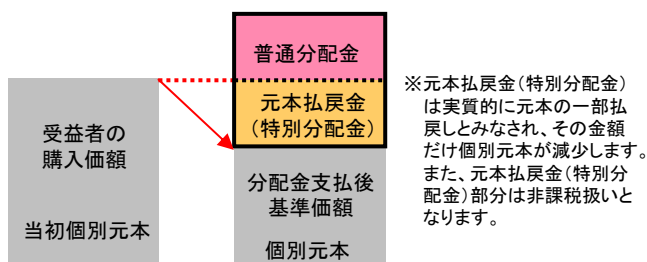 普通分配金
元本払戻金
（特別分配金）
受益者の
購入価額
当初個別元本
分配金支払後
基準価額
個別元本
※元本払戻金（特別分配金）
は実質的に元本の一部払
戻しとみなされ、その金額
だけ個別元本が減少します。
また、元本払戻金（特別分
配金）部分は非課税扱いと
なります。